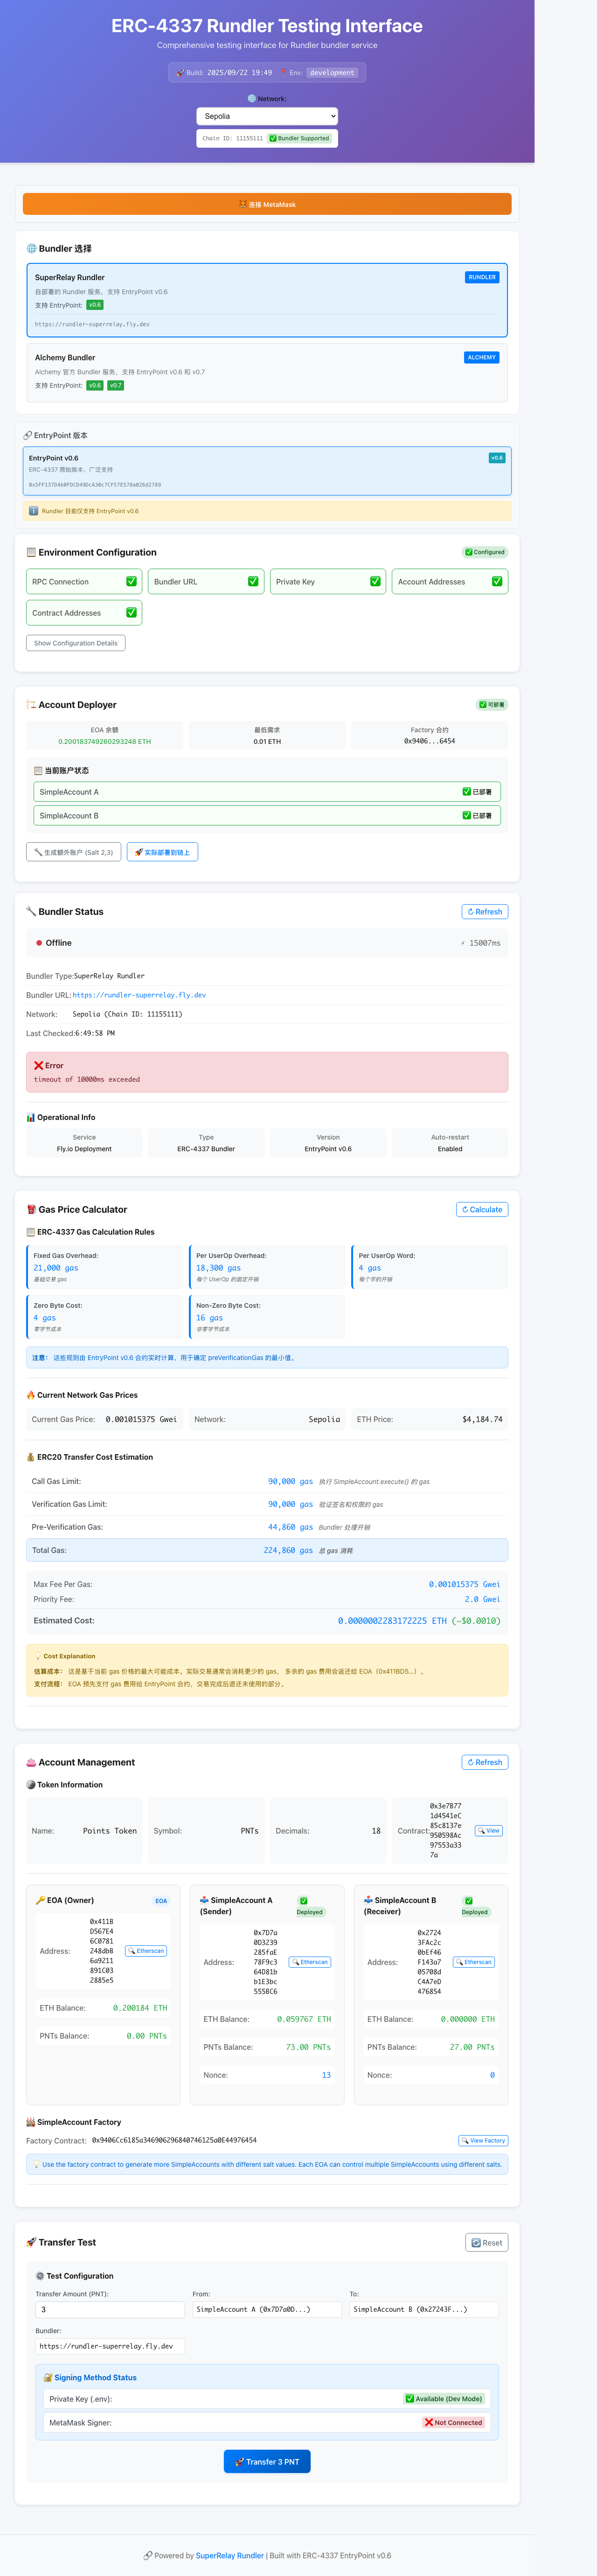 ERC-4337 Rundler Testing Interface
Comprehensive testing interface for Rundler bundler service
🚀 Build: 2025/09/22 19:49 📍 Env: development
🌐 Network:
Sepolia
Chain ID: 11155111 ✅ Bundler Supported
🦊 连接 MetaMask
🌐 Bundler 选择
SuperRelay Rundler RUNDLER
自部署的 Rundler 服务，支持 EntryPoint v0.6
支持 EntryPoint: v0.6
https://rundler-superrelay.fly.dev
Alchemy Bundler ALCHEMY
Alchemy 官方 Bundler 服务，支持 EntryPoint v0.6 和 v0.7
支持 EntryPoint: v0.6 v0.7
🔗 EntryPoint 版本
EntryPoint v0.6 v0.6
ERC-4337 原始版本，广泛支持
0x5FF137D4b0FDCD49DcA30c7CF57E578a026d2789
ℹ️ Rundler 目前仅支持 EntryPoint v0.6
📋 Environment Configuration ✅ Configured
RPC Connection ✅ Bundler URL ✅ Private Key ✅ Account Addresses ✅
Contract Addresses ✅
Show Configuration Details
🏗️ Account Deployer ✅ 可部署
EOA 余额 最低需求 Factory 合约
0.200183749260293248 ETH 0.01 ETH 0x9406...6454
📋 当前账户状态
SimpleAccount A ✅ 已部署
SimpleAccount B ✅ 已部署
🔧 生成额外账户 (Salt 2,3) 🚀 实际部署到链上
🔧 Bundler Status ↻ Refresh
Offline ⚡ 15007ms
Bundler Type: SuperRelay Rundler
Bundler URL: https://rundler-superrelay.fly.dev
Network: Sepolia (Chain ID: 11155111)
Last Checked: 6:49:58 PM
❌ Error
timeout of 10000ms exceeded
📊 Operational Info
Service Type Version Auto-restart
Fly.io Deployment ERC-4337 Bundler EntryPoint v0.6 Enabled
Gas Price Calculator ↻ Calculate
📋 ERC-4337 Gas Calculation Rules
Fixed Gas Overhead: Per UserOp Overhead: Per UserOp Word:
21,000 gas 18,300 gas 4 gas
基础交易 gas 每个 UserOp 的固定开销 每个字的开销
Zero Byte Cost: Non-Zero Byte Cost:
4 gas 16 gas
零字节成本 非零字节成本
注意： 这些规则由 EntryPoint v0.6 合约实时计算，用于确定 preVerificationGas 的最小值。
🔥 Current Network Gas Prices
Current Gas Price: 0.001015375 Gwei Network: Sepolia ETH Price: $4,184.74
💰 ERC20 Transfer Cost Estimation
Call Gas Limit: 90,000 gas 执行 SimpleAccount.execute() 的 gas
Verification Gas Limit: 90,000 gas 验证签名和权限的 gas
Pre-Verification Gas: 44,860 gas Bundler 处理开销
Total Gas: 224,860 gas 总 gas 消耗
Max Fee Per Gas: 0.001015375 Gwei
Priority Fee: 2.0 Gwei
Estimated Cost: 0.0000002283172225 ETH (~$0.0010)
💡 Cost Explanation
估算成本： 这是基于当前 gas 价格的最大可能成本。实际交易通常会消耗更少的 gas， 多余的 gas 费用会返还给 EOA（0x411BD5...）。
支付流程： EOA 预先支付 gas 费用给 EntryPoint 合约，交易完成后退还未使用的部分。
👛 Account Management ↻ Refresh
🪙 Token Information
Name: Points Token Symbol: PNTs Decimals: 18
Contract: 0x3e7B77
1d4541eC
85c8137e
950598Ac
97553a33
7a
🔍 View
🔑 EOA (Owner) EOA
Address: 0x411B
D567E4
6C0781
248dbB
6a9211
891C03
2885e5
🔍 Etherscan
ETH Balance: 0.200184 ETH
PNTs Balance: 0.00 PNTs
📤 SimpleAccount A (Sender) ✅ Deployed
Address: 0x7D7a
0D3239
285faE
78F9c3
64D81b
b1E3bc
555BC6
🔍 Etherscan
ETH Balance: 0.059767 ETH
PNTs Balance: 73.00 PNTs
Nonce: 13
📥 SimpleAccount B (Receiver) ✅ Deployed
Address: 0x2724
3FAc2c
0bEf46
F143a7
05708d
C4A7eD
476854
🔍 Etherscan
ETH Balance: 0.000000 ETH
PNTs Balance: 27.00 PNTs
Nonce: 0
🏭 SimpleAccount Factory
Factory Contract: 0x9406Cc6185a346906296840746125a0E44976454 🔍 View Factory
💡 Use the factory contract to generate more SimpleAccounts with different salt values. Each EOA can control multiple SimpleAccounts using different salts.
🚀 Transfer Test 🔄 Reset
⚙️ Test Configuration
Transfer Amount (PNT): From: To:
3 SimpleAccount A (0x7D7a0D...) SimpleAccount B (0x27243F...)
Bundler:
https://rundler-superrelay.fly.dev
🔐 Signing Method Status
Private Key (.env): ✅ Available (Dev Mode)
MetaMask Signer: ❌ Not Connected
🚀 Transfer 3 PNT
🔗 Powered by SuperRelay Rundler | Built with ERC-4337 EntryPoint v0.6